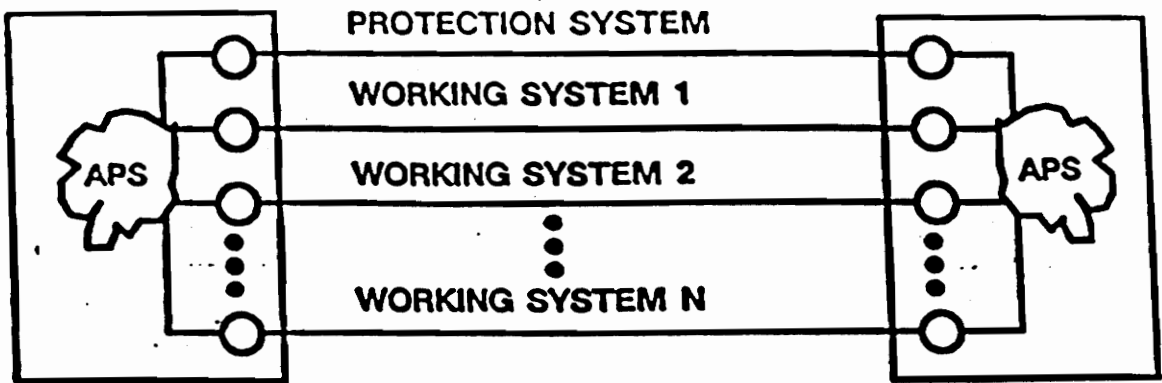 PROTECTION SYSTEM
WORKING SYSTEM 1
APS
WORKING SYSTEM 2
APS
WORKING SYSTEM N